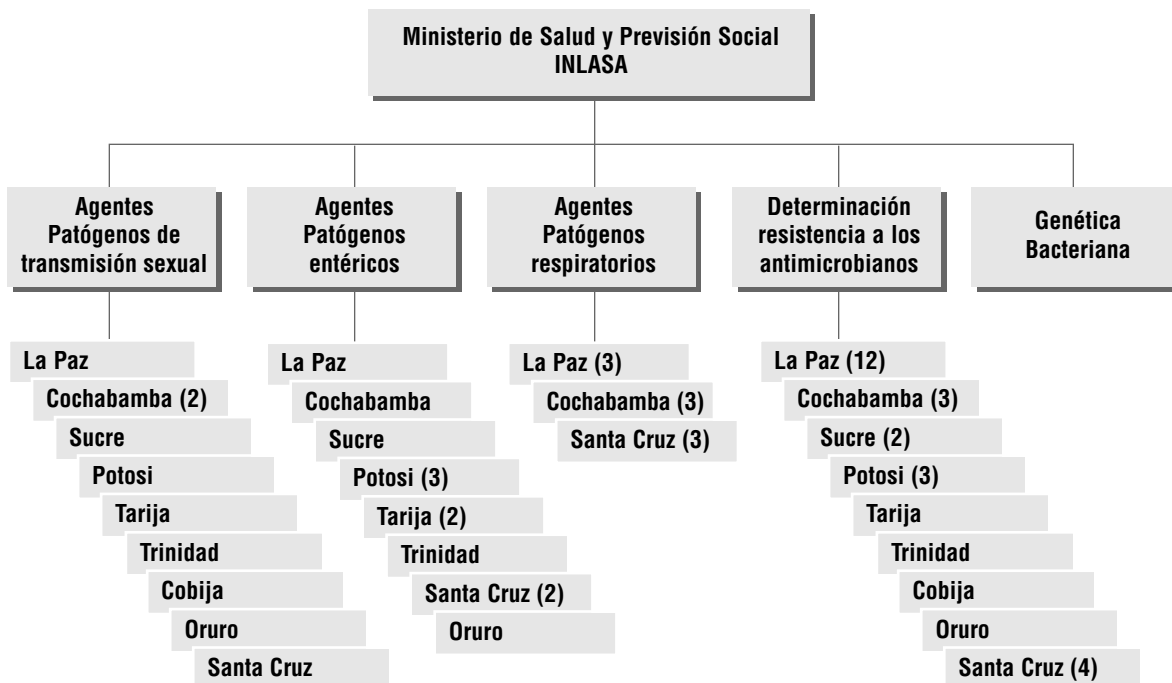 Ministerio de Salud y Previsión Social
INLASA
Agentes
Patógenos de
transmisión sexual
Agentes
Patógenos
entéricos
Agentes
Patógenos
respiratorios
Determinación
resistencia a los
antimicrobianos
Genética
Bacteriana
La Paz
Cochabamba (2)
Sucre
Potosi
Tarija
Trinidad
Cobija
Oruro
Santa Cruz
La Paz
Cochabamba
Sucre
Potosi (3)
Tarija (2)
Trinidad
Santa Cruz (2)
Oruro
La Paz (3)
Cochabamba (3)
Santa Cruz (3)
La Paz (12)
Cochabamba (3)
Sucre (2)
Potosi (3)
Tarija
Trinidad
Cobija
Oruro
Santa Cruz (4)